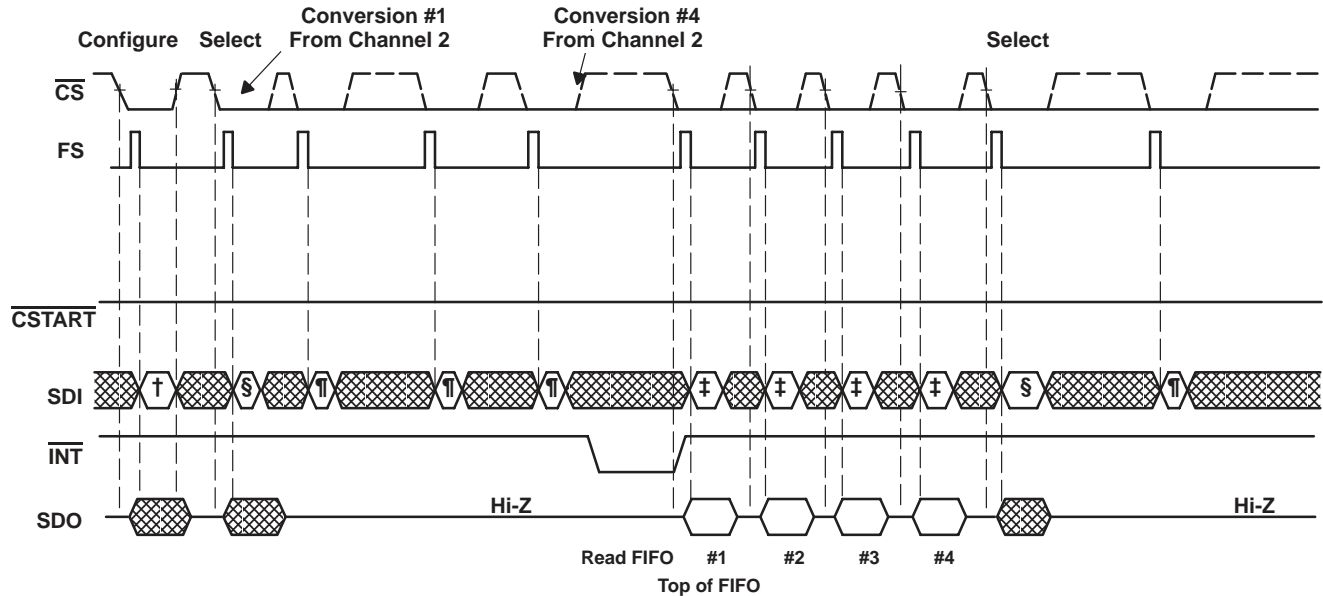 Conversion #1
From Channel 2
Conversion #4
From Channel 2
Configure
Select
Select
CS
FS
CSTART
SDI
†
§
¶
¶
¶
‡
‡
‡
‡
§
¶
INT
SDO
Hi-Z
Hi-Z
Read FIFO
#1
#2
#3
#4
Top of FIFO